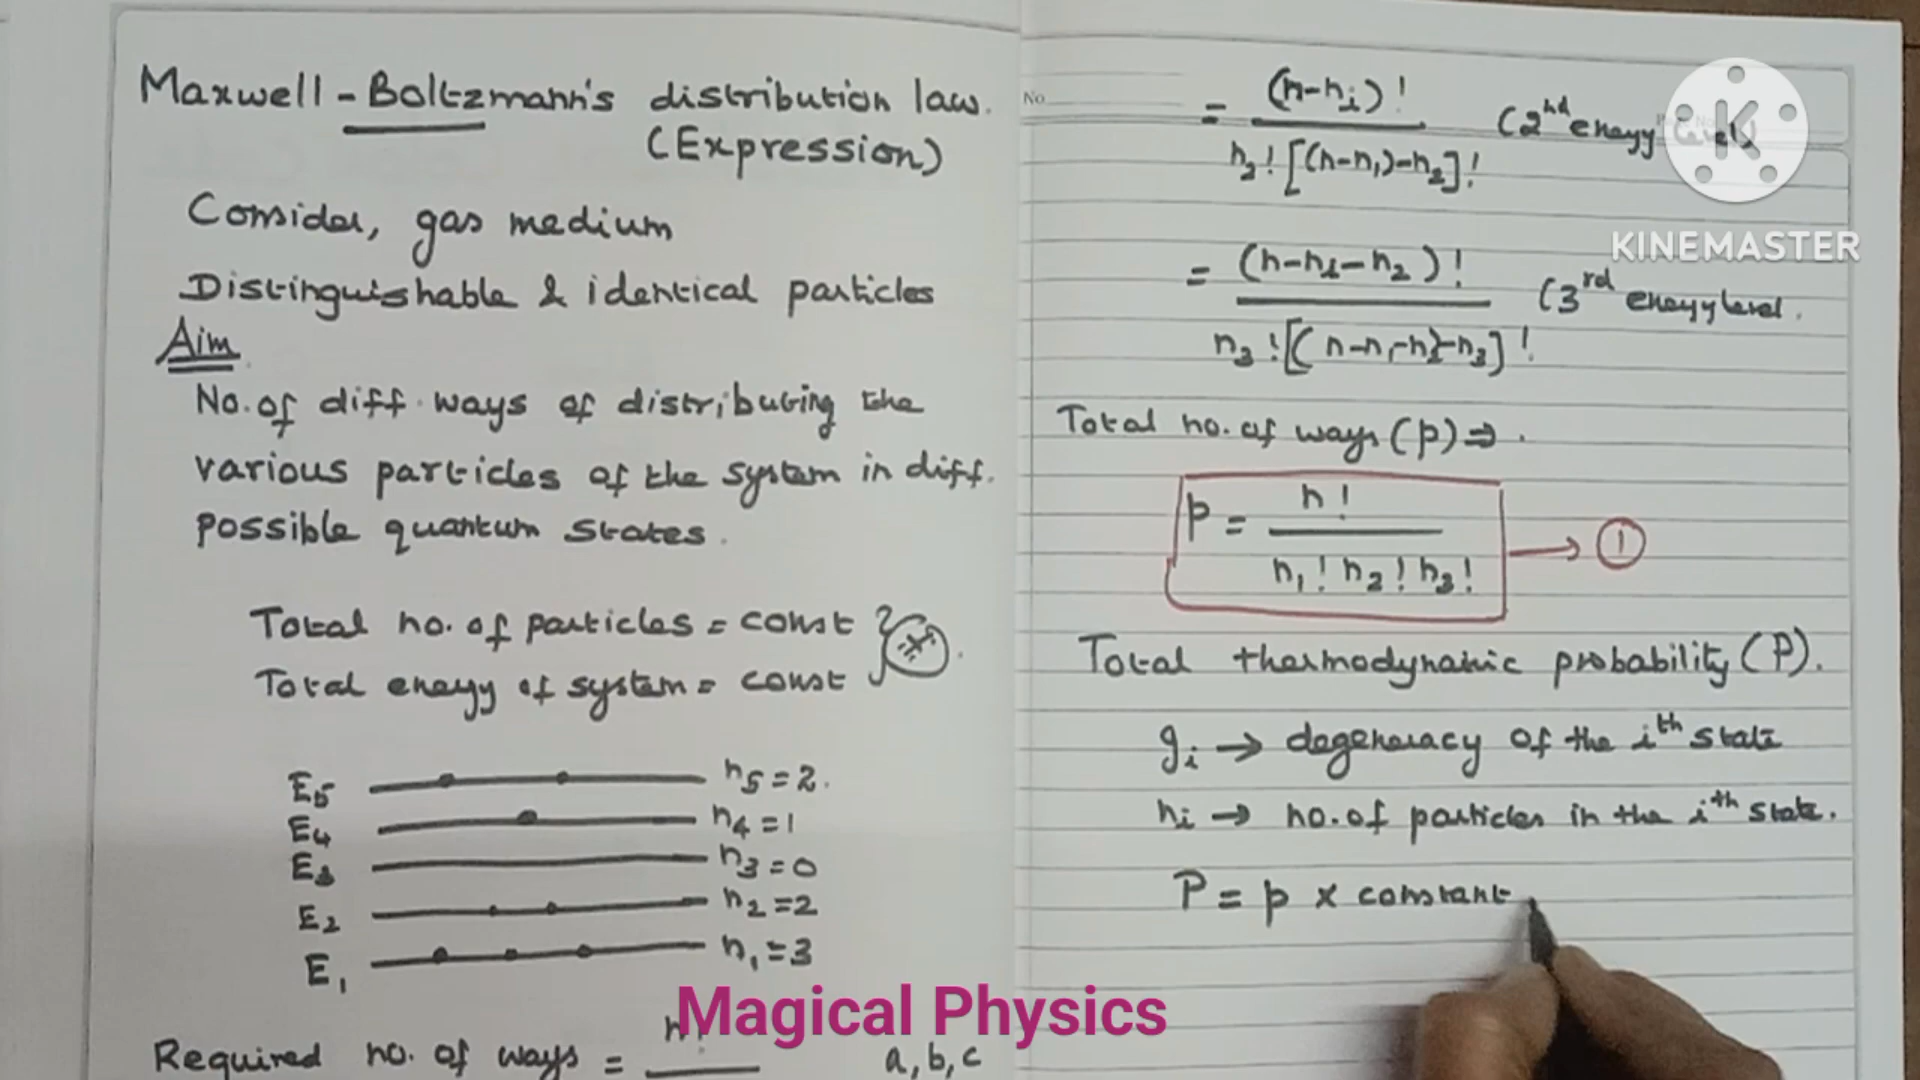 Maxwell-Boltzmann's distribution law.
(Expression)
Consider, gas medium
Distinguishable & identical particles
Aim
No. of diff. ways of distributing the
various particles of the system in diff.
possible quantum states.
Total no. of particles = const
Total energy of system = const
E5 n5 = 2.
E4 n4 = 1
E3 n3 = 0
E2 n2 = 2
E1 n1 = 3
Required no. of ways = n!
a, b, c
No
= (n-n1)! / n2! [(n-n1)-n2]! (2nd energy level)
= (n-n1-n2)! / n3! [(n-n1-n2)-n3]! (3rd energy level.
Total no. of ways (p) ⇒ .
p = n! / n1! n2! n3! → ①
Total thermodynamic probability (P).
gi → degeneracy of the ith state
ni → no. of particles in the ith state.
P = p x constant
KINEMASTER
Magical Physics